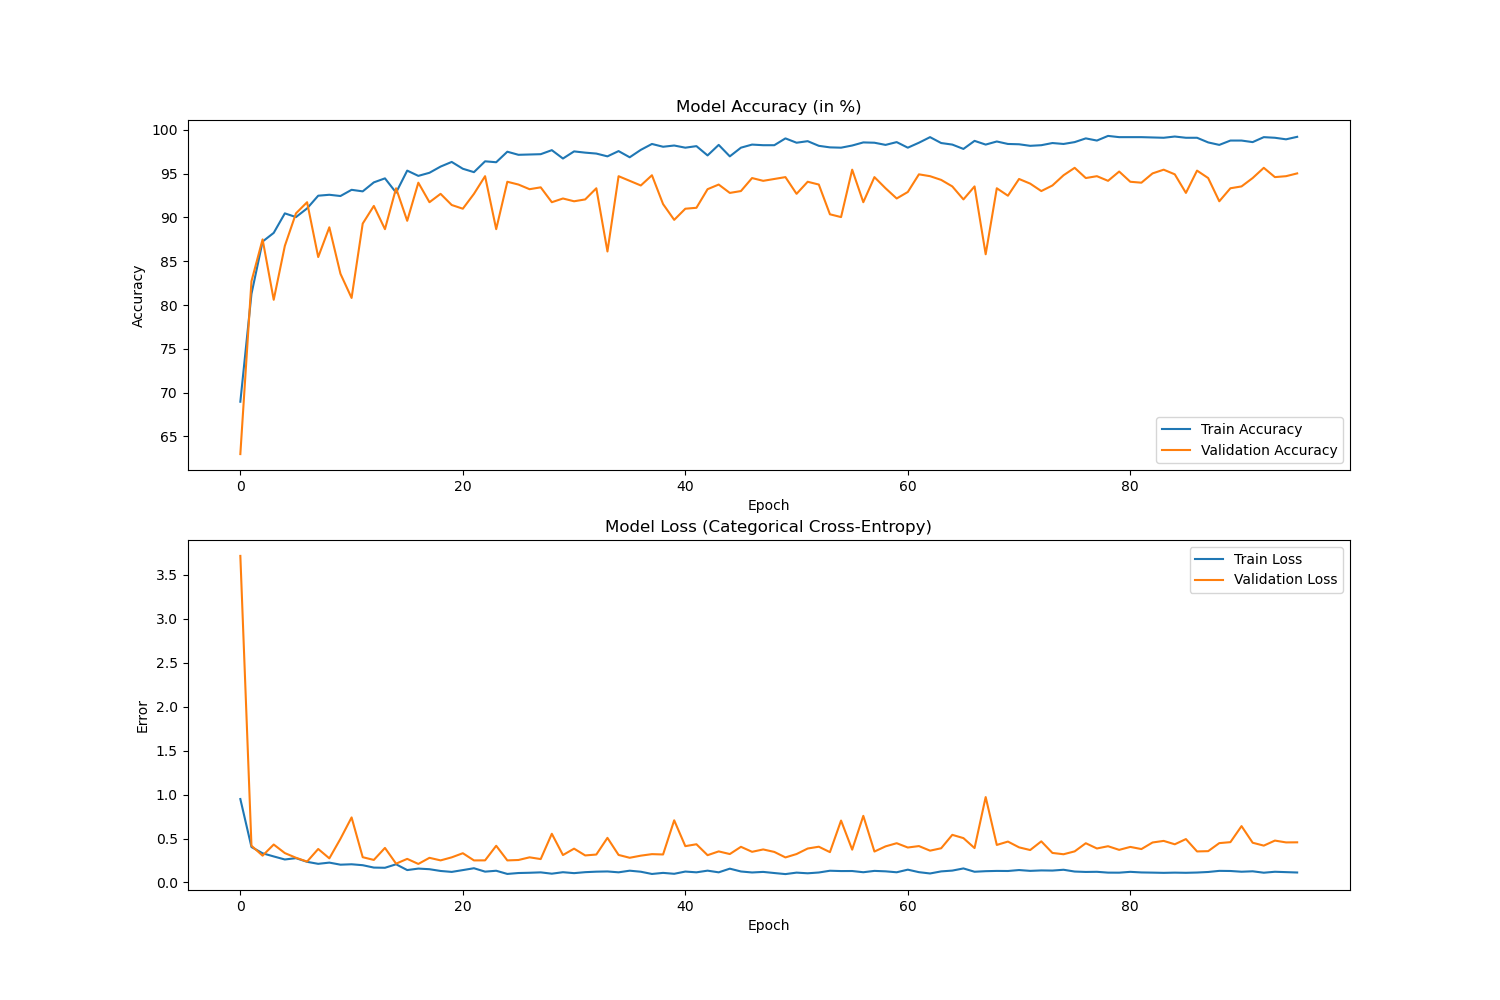 Model Accuracy (in %)
100
95
90
85
80
75
70
65
Accuracy
Train Accuracy
Validation Accuracy
0 20 40 60 80
Epoch
Model Loss (Categorical Cross-Entropy)
3.5
3.0
2.5
2.0
1.5
1.0
0.5
0.0
Error
Train Loss
Validation Loss
0 20 40 60 80
Epoch